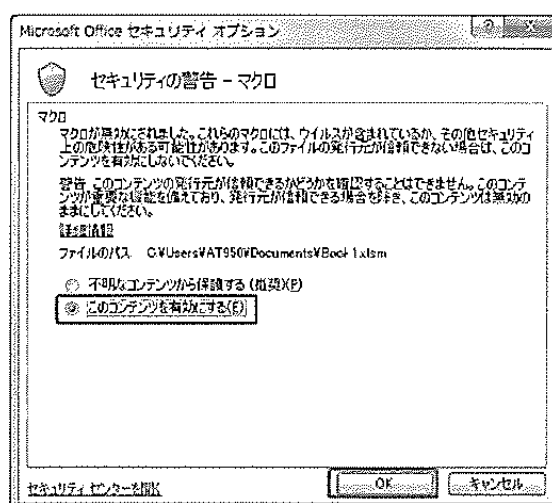 Microsoft Office セキュリティ オプション
セキュリティの警告 - マクロ
マクロ
マクロが無効にされました。これらのマクロには、ウイルスが含まれているか、その他セキュリティ
上の危険性がある可能性があります。このファイルの発行元が信頼できない場合は、このコ
ンテンツを有効にしないでください。
警告: このコンテンツの発行元が信頼できるかどうかを確認することはできません。このコンテ
ンツが重要な機能を備えており、発行元が信頼できる場合を除き、このコンテンツは無効の
ままにしてください。
詳細情報
ファイルのパス: C:¥Users¥AT950¥Documents¥Book1.xlsm
不明なコンテンツから保護する (推奨)(P)
このコンテンツを有効にする(E)
セキュリティ センターを開く
OK
キャンセル